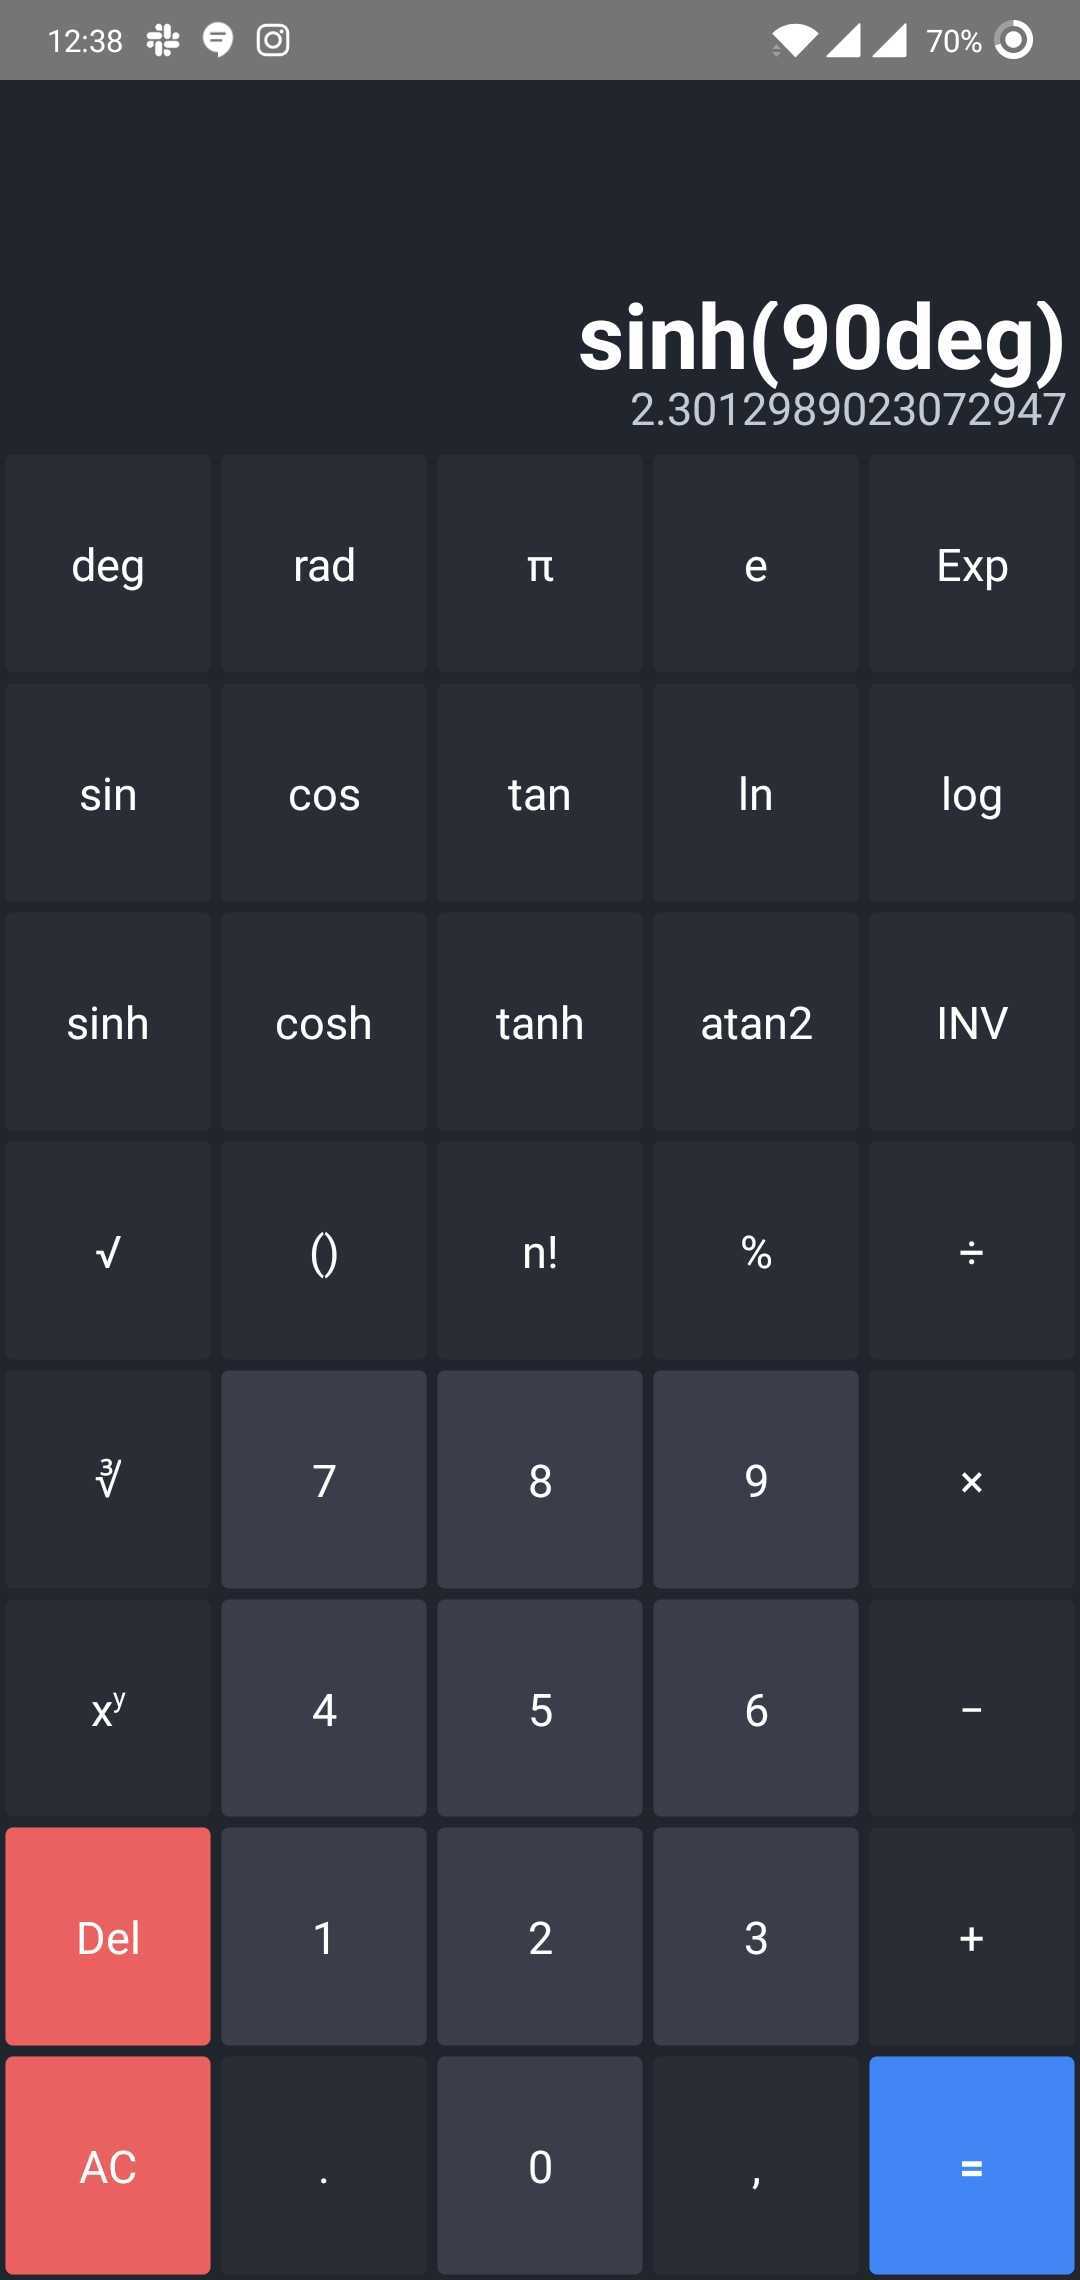 12:38 70%
sinh(90deg)
2.3012989023072947
deg rad π e Exp
sin cos tan ln log
sinh cosh tanh atan2 INV
√ () n! % ÷
∛ 7 8 9 ×
xʸ 4 5 6 −
Del 1 2 3 +
AC . 0 , =